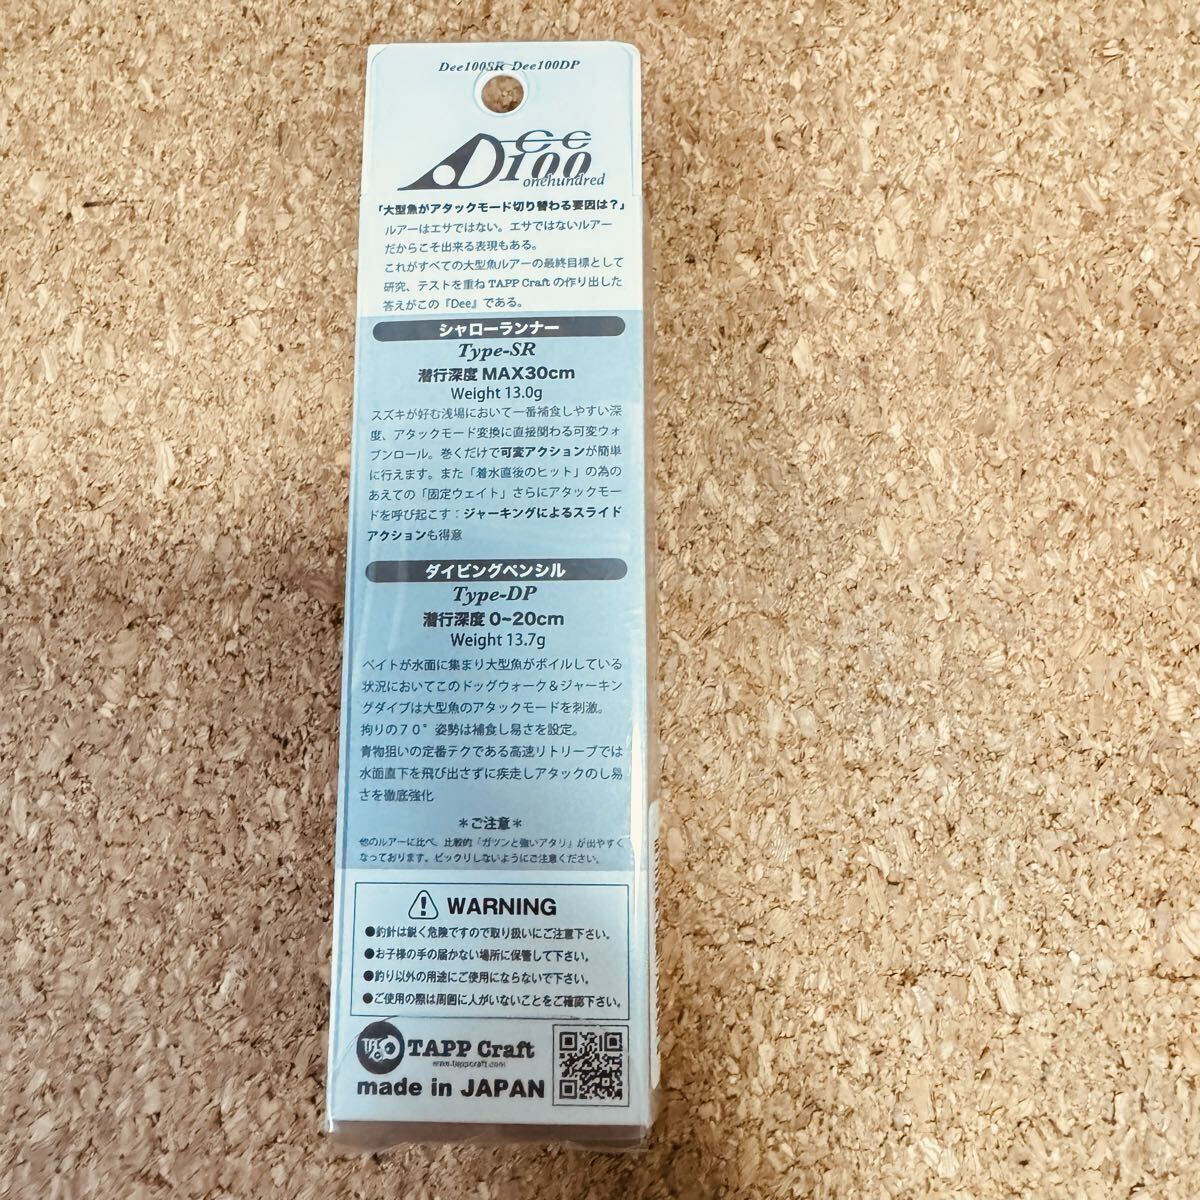 Dee100SR Dee100DP
Dee
100
onehundred
「大型魚がアタックモード切り替わる要因は？」
ルアーはエサではない。エサではないルアー
だからこそ出来る表現もある。
これがすべての大型魚ルアーの最終目標として
研究、テストを重ね TAPP Craft の作り出した
答えがこの『Dee』である。
シャローランナー
Type-SR
潜行深度 MAX30cm
Weight 13.0g
スズキが好む浅場において一番補食しやすい深
度、アタックモード変換に直接関わる可変ウォ
ブンロール。巻くだけで可変アクションが簡単
に行えます。また「着水直後のヒット」の為の
あえての「固定ウェイト」さらにアタックモー
ドを呼び起こす：ジャーキングによるスライド
アクションも得意
ダイビングペンシル
Type-DP
潜行深度 0~20cm
Weight 13.7g
ベイトが水面に集まり大型魚がボイルしている
状況においてこのドッグウォーク＆ジャーキン
グダイブは大型魚のアタックモードを刺激。
拘りの７０°姿勢は補食し易さを設定。
青物狙いの定番テクである高速リトリーブでは
水面直下を飛び出さずに疾走しアタックのし易
さを徹底強化
＊ご注意＊
他のルアーに比べ、比較的「ガツンと強いアタリ」が出やすく
なっております。ビックリしないようにご注意ください。
WARNING
●釣針は鋭く危険ですので取り扱いにご注意下さい。
●お子様の手の届かない場所に保管して下さい。
●釣り以外の用途にご使用にならないで下さい。
●ご使用の際は周囲に人がいないことをご確認下さい。
TAPP Craft
www.tappcraft.com
made in JAPAN